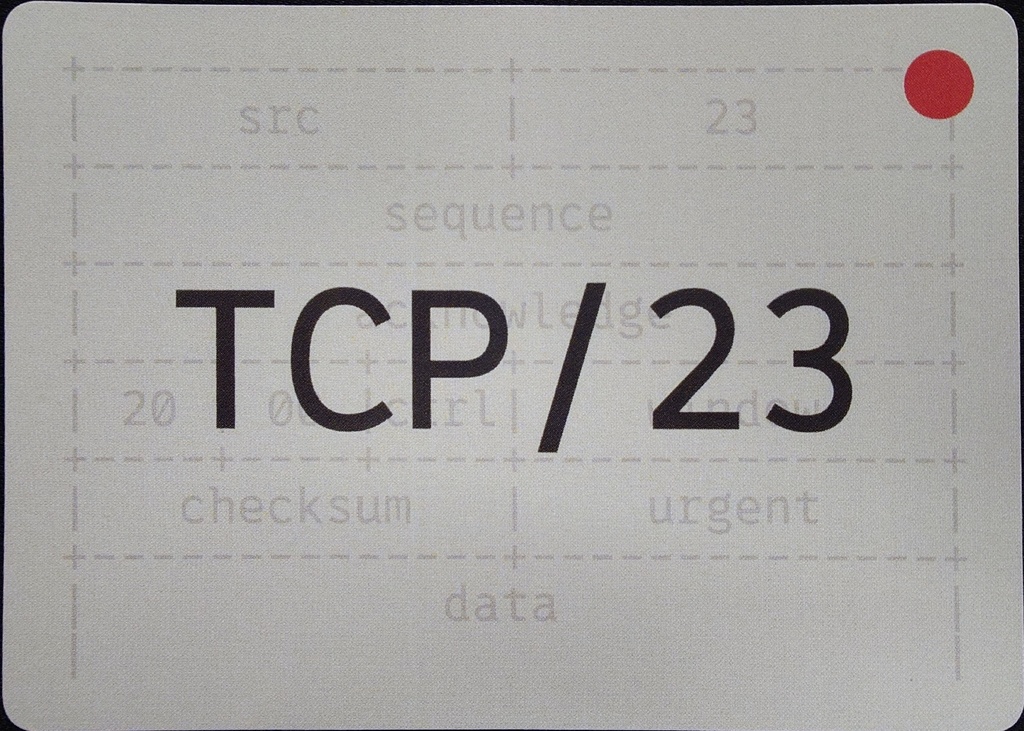 src 23
sequence
acknowledge
TCP/23
20 ctrl window
checksum urgent
data